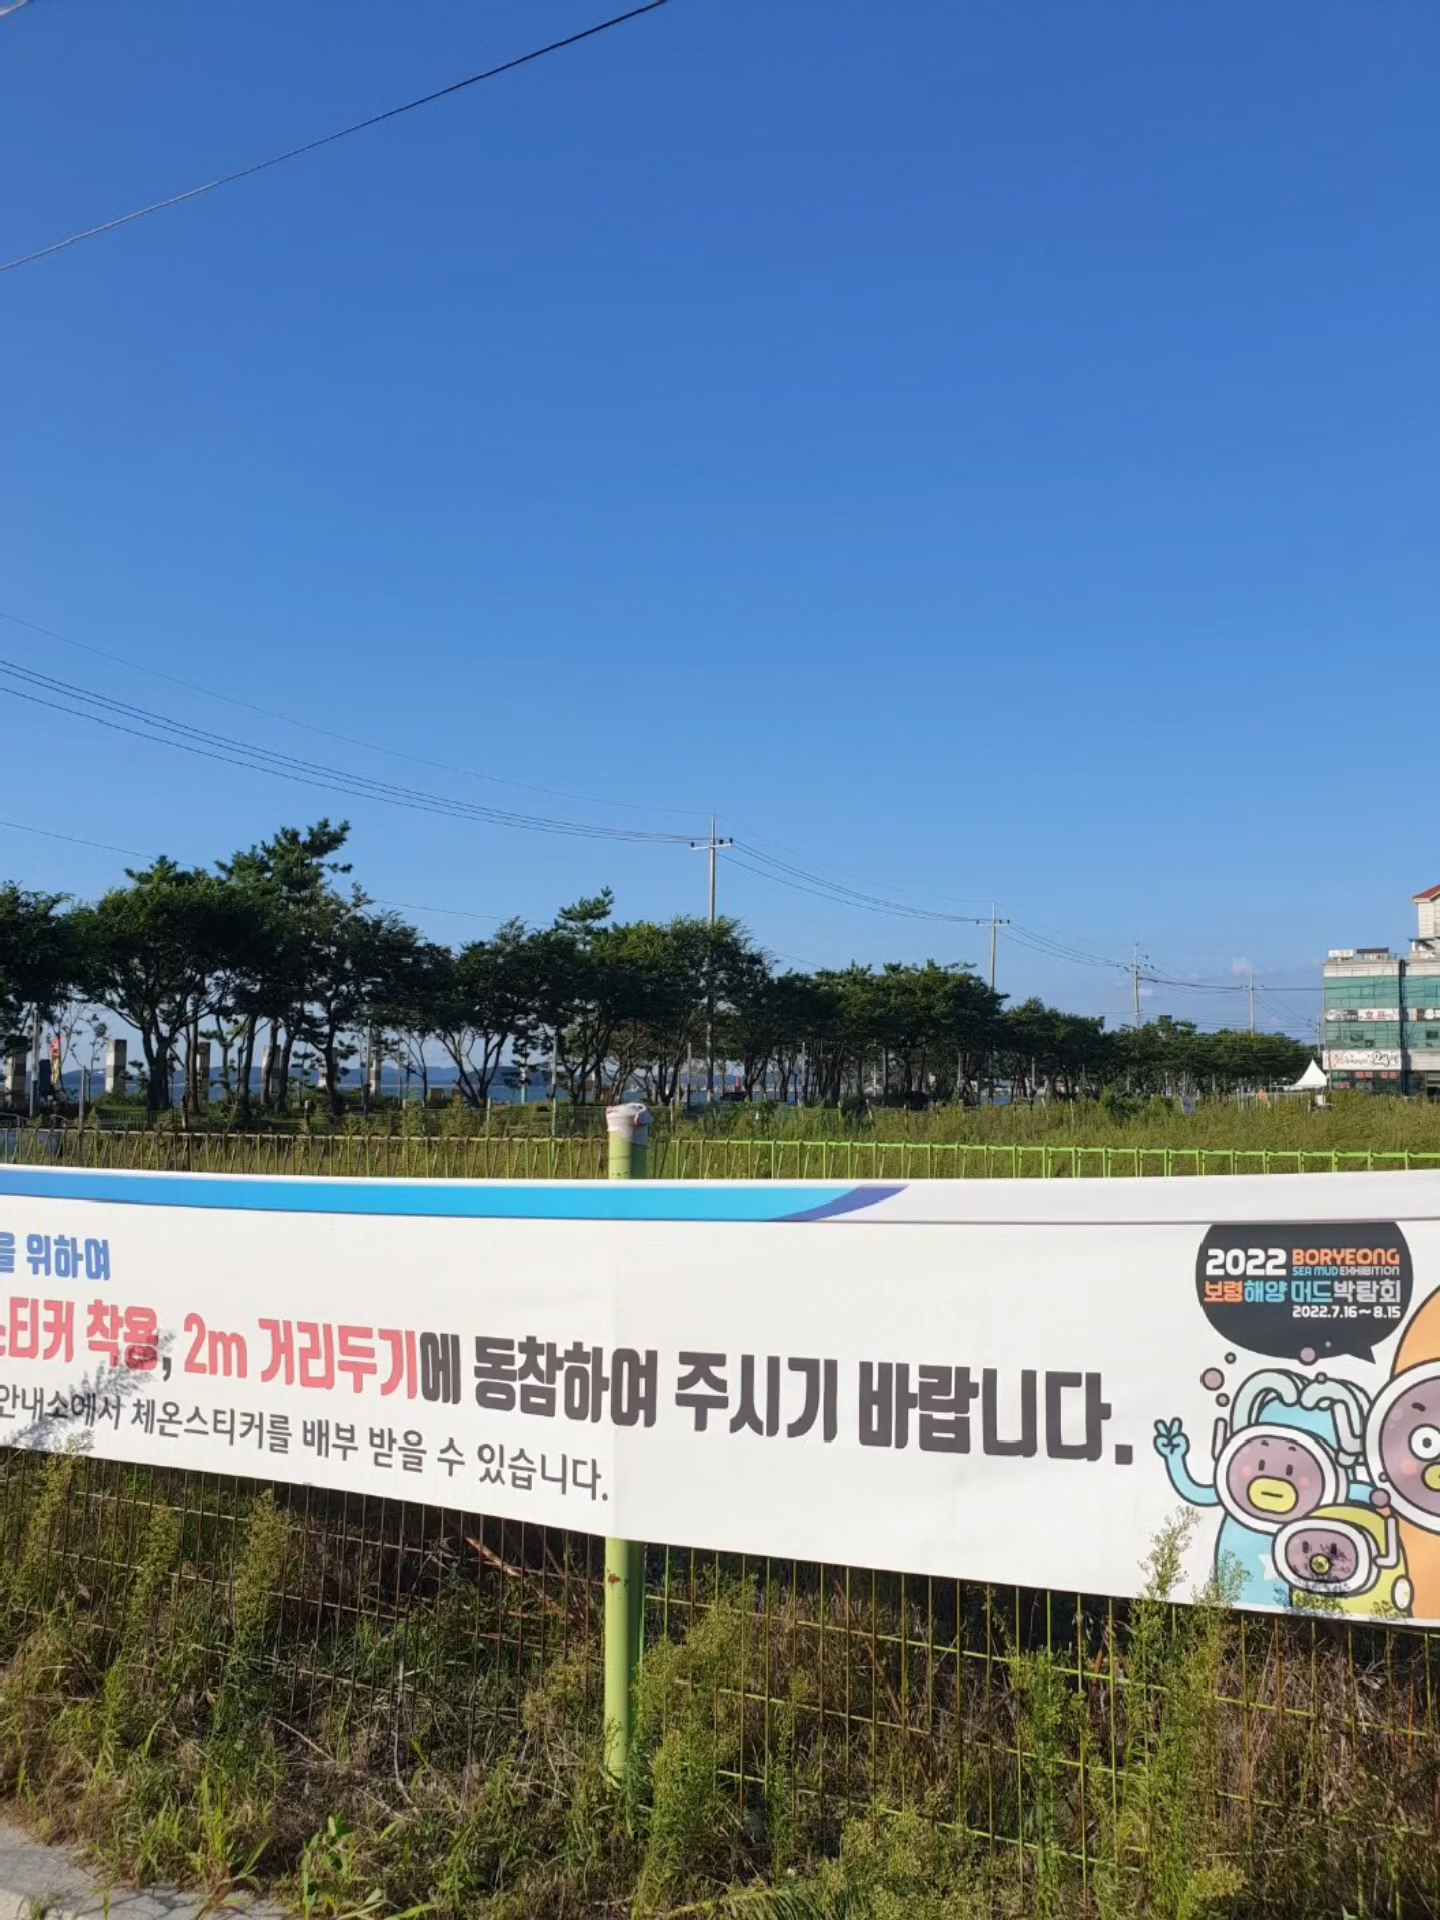 을 위하여
스티커 착용, 2m 거리두기에 동참하여 주시기 바랍니다.
안내소에서 체온스티커를 배부 받을 수 있습니다.
2022 BORYEONG
SEA MUD EXHIBITION
보령해양 머드박람회
2022.7.16~8.15
호프